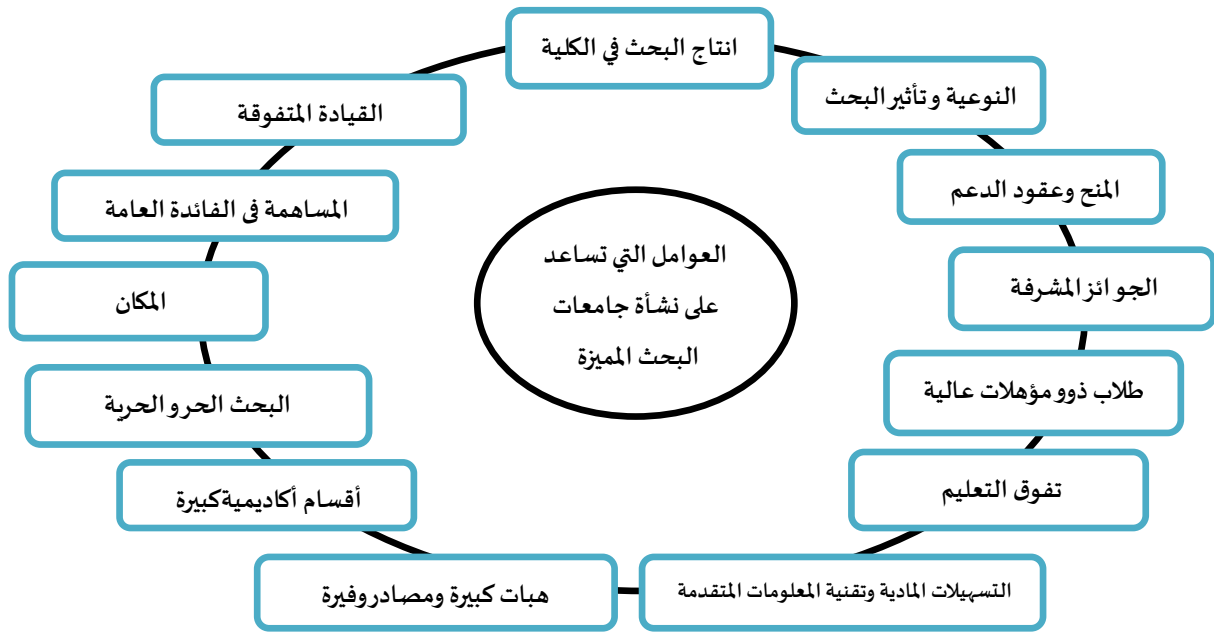 انتاج البحث في الكلية
النوعية وتأثير البحث
المنح وعقود الدعم
الجوائز المشرفة
طلاب ذوو مؤهلات عالية
تفوق التعليم
التسهيلات المادية وتقنية المعلومات المتقدمة
هبات كبيرة ومصادر وفيرة
أقسام أكاديمية كبيرة
البحث الحر والحرية
المكان
المساهمة في الفائدة العامة
القيادة المتفوقة
العوامل التي تساعد
على نشأة جامعات
البحث المميزة